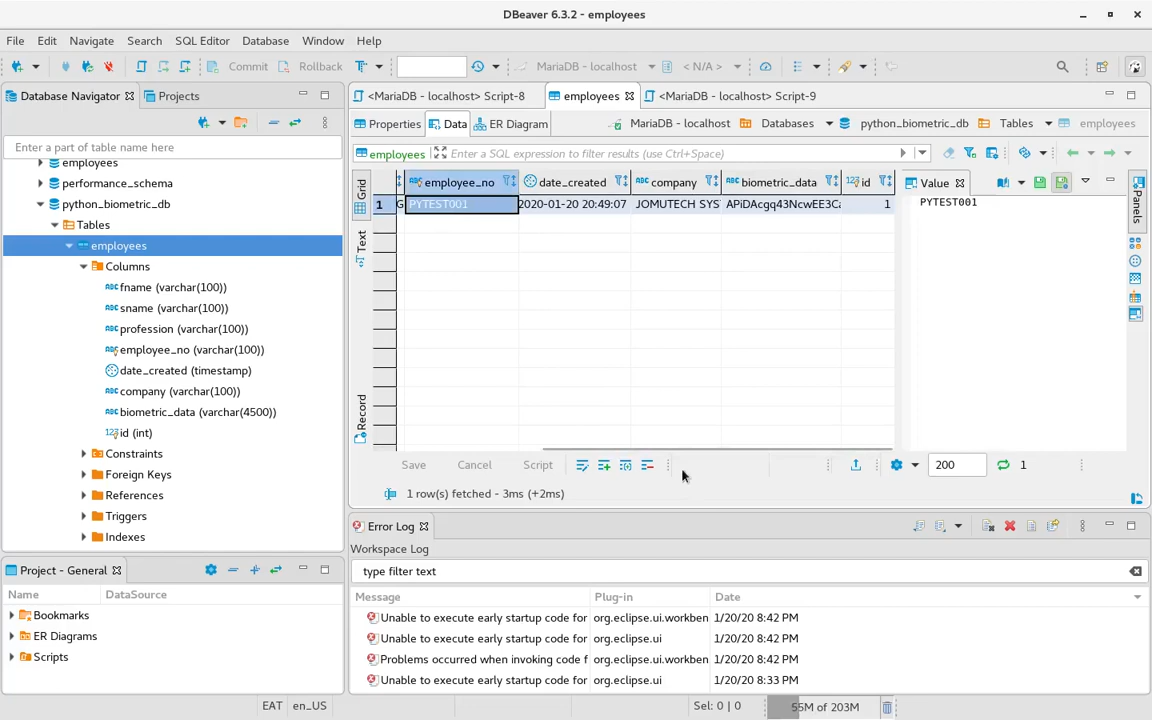 DBeaver 6.3.2 - employees
File Edit Navigate Search SQL Editor Database Window Help
Commit Rollback MariaDB - localhost < N/A >
Database Navigator Projects
<MariaDB - localhost> Script-8 employees <MariaDB - localhost> Script-9
Properties Data ER Diagram MariaDB - localhost Databases python_biometric_db Tables employees
Enter a part of table name here
employees Enter a SQL expression to filter results (use Ctrl+Space)
employees
performance_schema
python_biometric_db
Tables
employees
Columns
fname (varchar(100))
sname (varchar(100))
profession (varchar(100))
employee_no (varchar(100))
date_created (timestamp)
company (varchar(100))
biometric_data (varchar(4500))
id (int)
Constraints
Foreign Keys
References
Triggers
Indexes
Grid
Text
Record
employee_no date_created company biometric_data id
1 G PYTEST001 2020-01-20 20:49:07 JOMUTECH SYS APiDAcgq43NcwEE3Ca 1
Value
PYTEST001
Panels
Save Cancel Script 200 1
1 row(s) fetched - 3ms (+2ms)
Project - General
Name DataSource
Bookmarks
ER Diagrams
Scripts
Error Log
Workspace Log
type filter text
Message Plug-in Date
Unable to execute early startup code for org.eclipse.ui.workben 1/20/20 8:42 PM
Unable to execute early startup code for org.eclipse.ui 1/20/20 8:42 PM
Problems occurred when invoking code f org.eclipse.ui.workben 1/20/20 8:42 PM
Unable to execute early startup code for org.eclipse.ui 1/20/20 8:33 PM
EAT en_US Sel: 0 | 0 55M of 203M